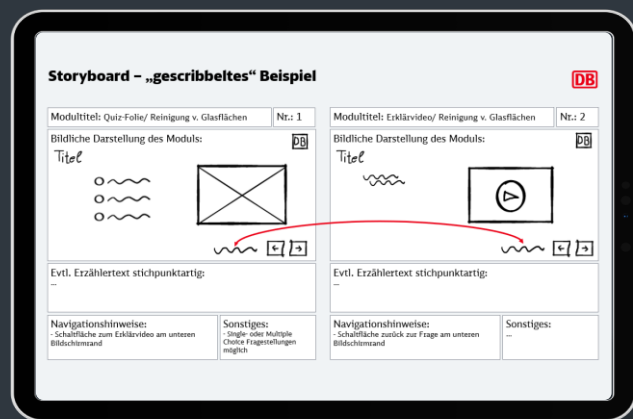 Storyboard – „gescribbeltes“ Beispiel
DB
Modultitel: Quiz-Folie/ Reinigung v. Glasflächen
Nr.: 1
Bildliche Darstellung des Moduls:
DB
Titel
Evtl. Erzählertext stichpunktartig:
–
Navigationshinweise:
- Schaltfläche zum Erklärvideo am unteren
Bildschirmrand
Sonstiges:
- Single- oder Multiple
Choice Fragestellungen
möglich
Modultitel: Erklärvideo/ Reinigung v. Glasflächen
Nr.: 2
Bildliche Darstellung des Moduls:
DB
Titel
Evtl. Erzählertext stichpunktartig:
–
Navigationshinweise:
- Schaltfläche zurück zur Frage am unteren
Bildschirmrand
Sonstiges:
–